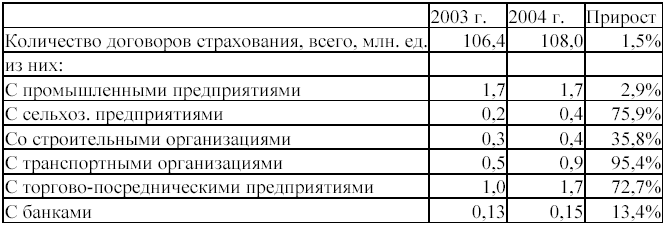 2003 г. 2004 г. Прирост
Количество договоров страхования, всего, млн. ед. 106,4 108,0 1,5%
из них:
С промышленными предприятиями 1,7 1,7 2,9%
С сельхоз. предприятиями 0,2 0,4 75,9%
Со строительными организациями 0,3 0,4 35,8%
С транспортными организациями 0,5 0,9 95,4%
С торгово-посредническими предприятиями 1,0 1,7 72,7%
С банками 0,13 0,15 13,4%